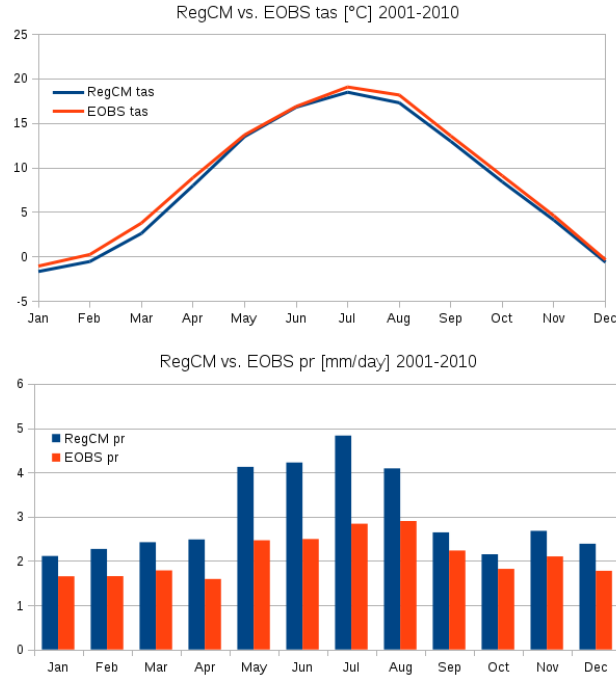 RegCM vs. EOBS tas [°C] 2001-2010
25
20
15
10
5
0
-5
RegCM tas
EOBS tas
Jan Feb Mar Apr May Jun Jul Aug Sep Oct Nov Dec
RegCM vs. EOBS pr [mm/day] 2001-2010
6
5
4
3
2
1
0
RegCM pr
EOBS pr
Jan Feb Mar Apr May Jun Jul Aug Sep Oct Nov Dec